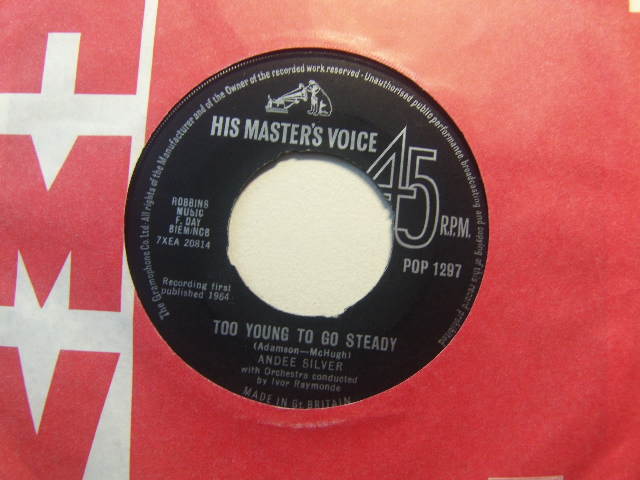 The Gramophone Co. Ltd. All rights of the Manufacturer and of the Owner of the recorded work reserved · Unauthorised public performance, broadcasting and copying of this record prohibited
HIS MASTER'S VOICE
45
R.P.M.
ROBBINS
MUSIC
F. DAY
BIEM/NCB
7XEA 20814
POP 1297
Recording first
published 1964
TOO YOUNG TO GO STEADY
(Adamson—McHugh)
ANDEE SILVER
with Orchestra conducted
by Ivor Raymonde
MADE IN GT. BRITAIN